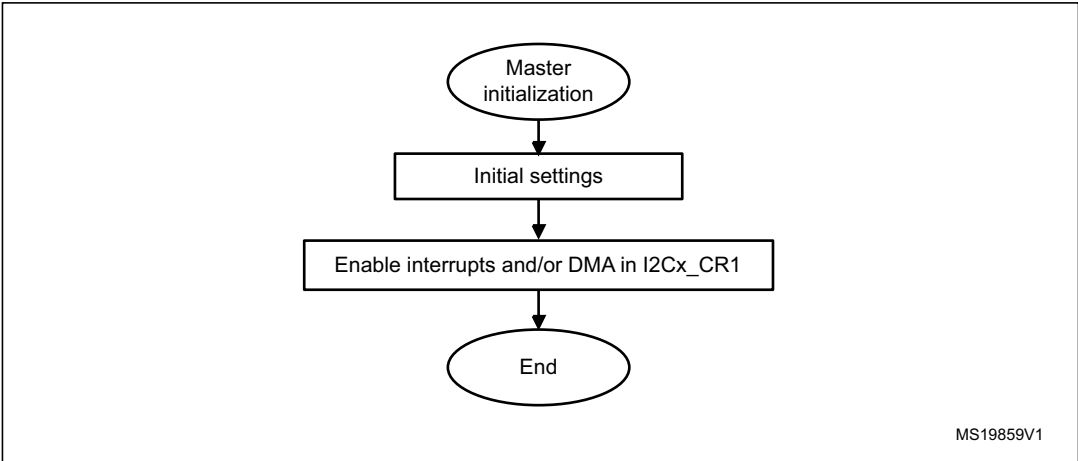 Master
initialization
Initial settings
Enable interrupts and/or DMA in I2Cx_CR1
End
MS19859V1